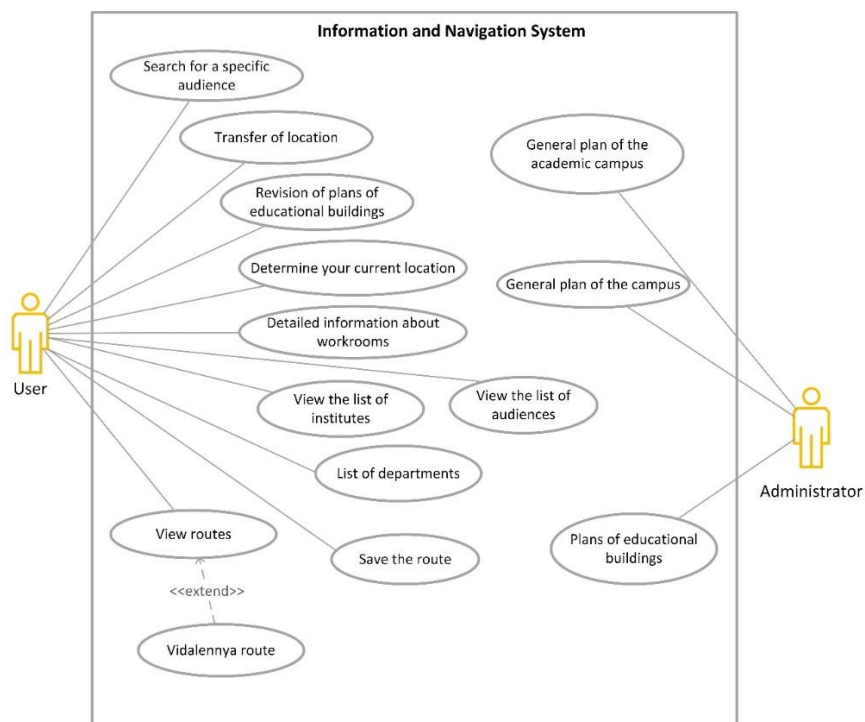 Information and Navigation System
Search for a specific
audience
Transfer of location
General plan of the
academic campus
Revision of plans of
educational buildings
Determine your current location
General plan of the campus
Detailed information about
workrooms
User
View the list of
institutes
View the list of
audiences
List of departments
Administrator
View routes
Save the route
Plans of educational
buildings
<<extend>>
Vidalennya route